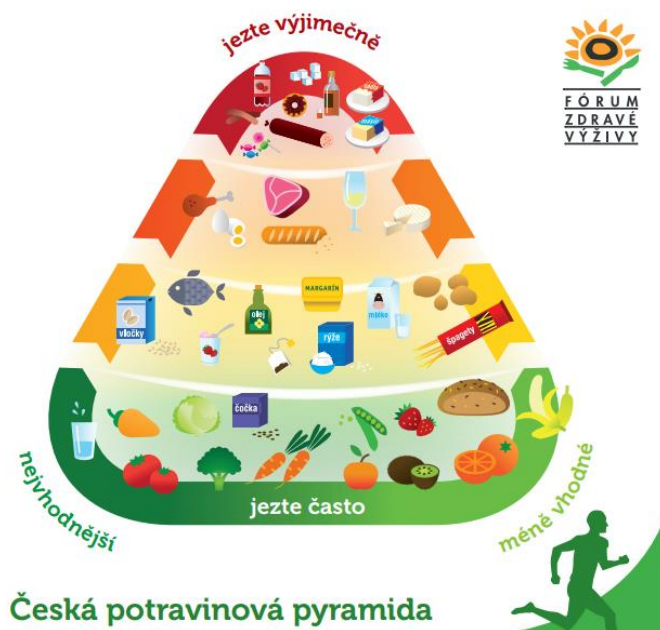 jezte výjimečně
FÓRUM
ZDRAVÉ
VÝŽIVY
MARGARÍN
vločky
olej
mléko
rýže
špagety
čočka
nejvhodnější
jezte často
méně vhodné
Česká potravinová pyramida